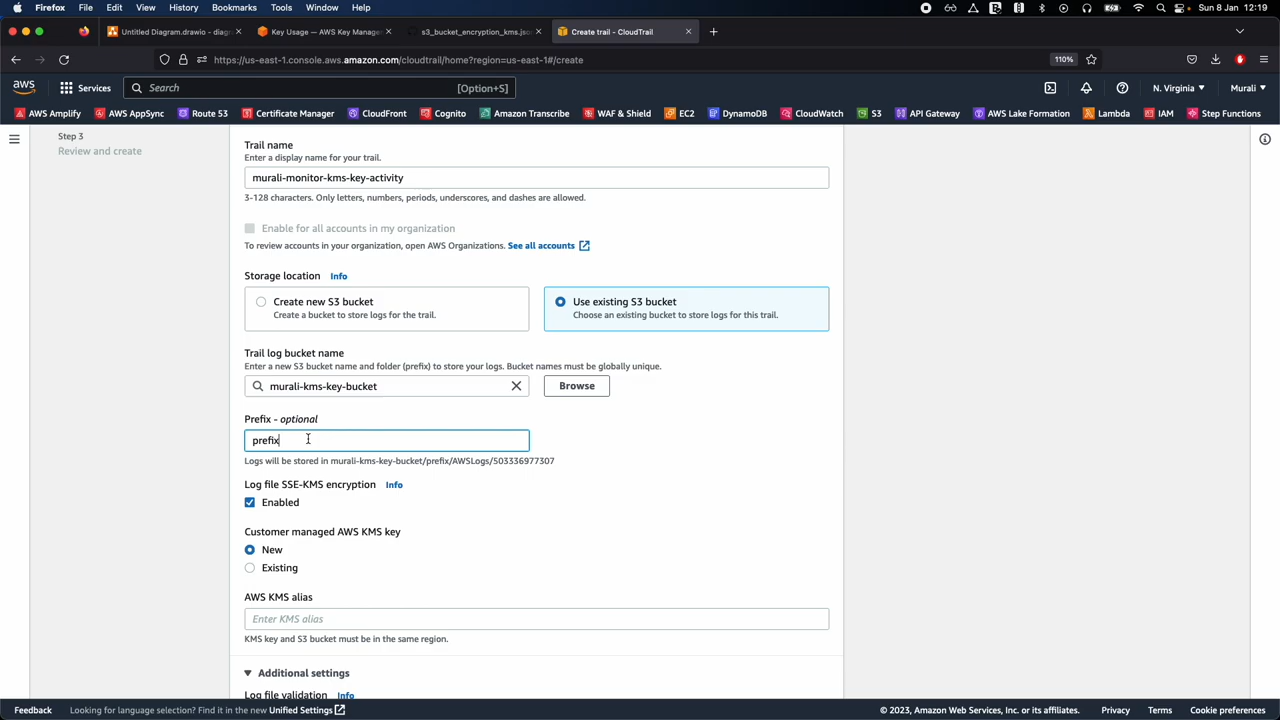 Firefox File Edit View History Bookmarks Tools Window Help Sun 8 Jan 12:19
Untitled Diagram.drawio - diagr Key Usage — AWS Key Manage s3_bucket_encryption_kms.jso Create trail - CloudTrail
https://us-east-1.console.aws.amazon.com/cloudtrail/home?region=us-east-1#/create 110%
aws Services Search [Option+S] N. Virginia Murali
AWS Amplify AWS AppSync Route 53 Certificate Manager CloudFront Cognito Amazon Transcribe WAF & Shield EC2 DynamoDB CloudWatch S3 API Gateway AWS Lake Formation Lambda IAM Step Functions
Step 3
Review and create
Trail name
Enter a display name for your trail.
murali-monitor-kms-key-activity
3-128 characters. Only letters, numbers, periods, underscores, and dashes are allowed.
Enable for all accounts in my organization
To review accounts in your organization, open AWS Organizations. See all accounts
Storage location Info
Create new S3 bucket
Create a bucket to store logs for the trail.
Use existing S3 bucket
Choose an existing bucket to store logs for this trail.
Trail log bucket name
Enter a new S3 bucket name and folder (prefix) to store your logs. Bucket names must be globally unique.
murali-kms-key-bucket Browse
Prefix - optional
prefix
Logs will be stored in murali-kms-key-bucket/prefix/AWSLogs/503336977307
Log file SSE-KMS encryption Info
Enabled
Customer managed AWS KMS key
New
Existing
AWS KMS alias
Enter KMS alias
KMS key and S3 bucket must be in the same region.
Additional settings
Log file validation Info
Feedback Looking for language selection? Find it in the new Unified Settings © 2023, Amazon Web Services, Inc. or its affiliates. Privacy Terms Cookie preferences